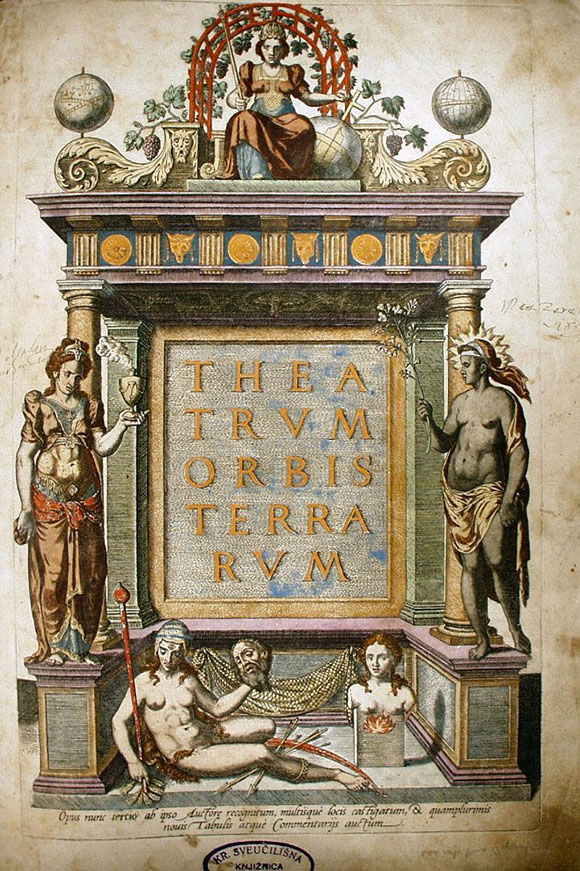 THEA
TRVM
ORBIS
TERRA
RVM
Opus nunc tertio ab ipso Auctore recognitum, multisque locis castigatum, & quamplurimis
nouis Tabulis atque Commentarijs auctum
KR. SVEUČILIŠNA
KNJIŽNICA